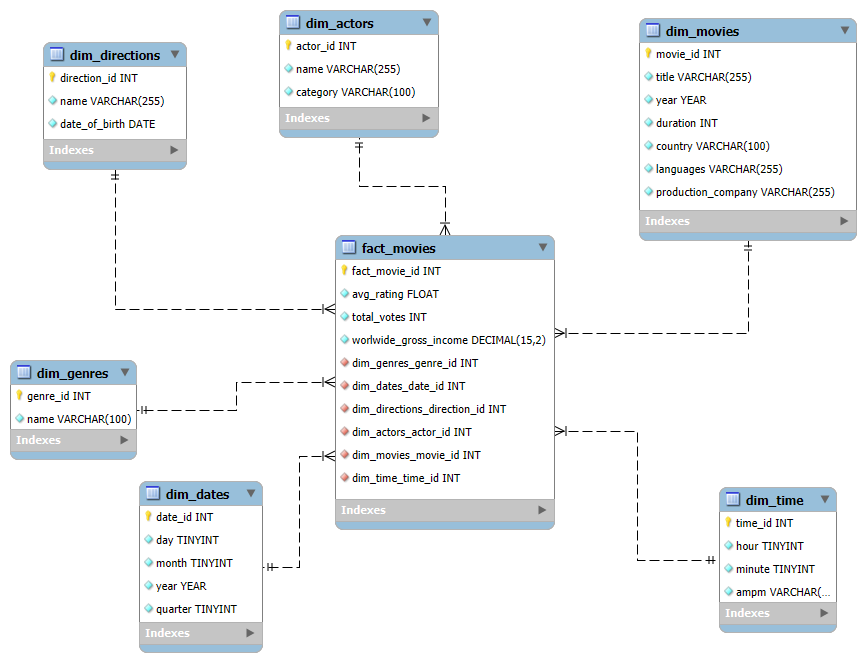 dim_actors
actor_id INT
name VARCHAR(255)
category VARCHAR(100)
Indexes
dim_movies
movie_id INT
title VARCHAR(255)
year YEAR
duration INT
country VARCHAR(100)
languages VARCHAR(255)
production_company VARCHAR(255)
Indexes
dim_directions
direction_id INT
name VARCHAR(255)
date_of_birth DATE
Indexes
fact_movies
fact_movie_id INT
avg_rating FLOAT
total_votes INT
worlwide_gross_income DECIMAL(15,2)
dim_genres_genre_id INT
dim_dates_date_id INT
dim_directions_direction_id INT
dim_actors_actor_id INT
dim_movies_movie_id INT
dim_time_time_id INT
Indexes
dim_genres
genre_id INT
name VARCHAR(100)
Indexes
dim_dates
date_id INT
day TINYINT
month TINYINT
year YEAR
quarter TINYINT
Indexes
dim_time
time_id INT
hour TINYINT
minute TINYINT
ampm VARCHAR(...
Indexes